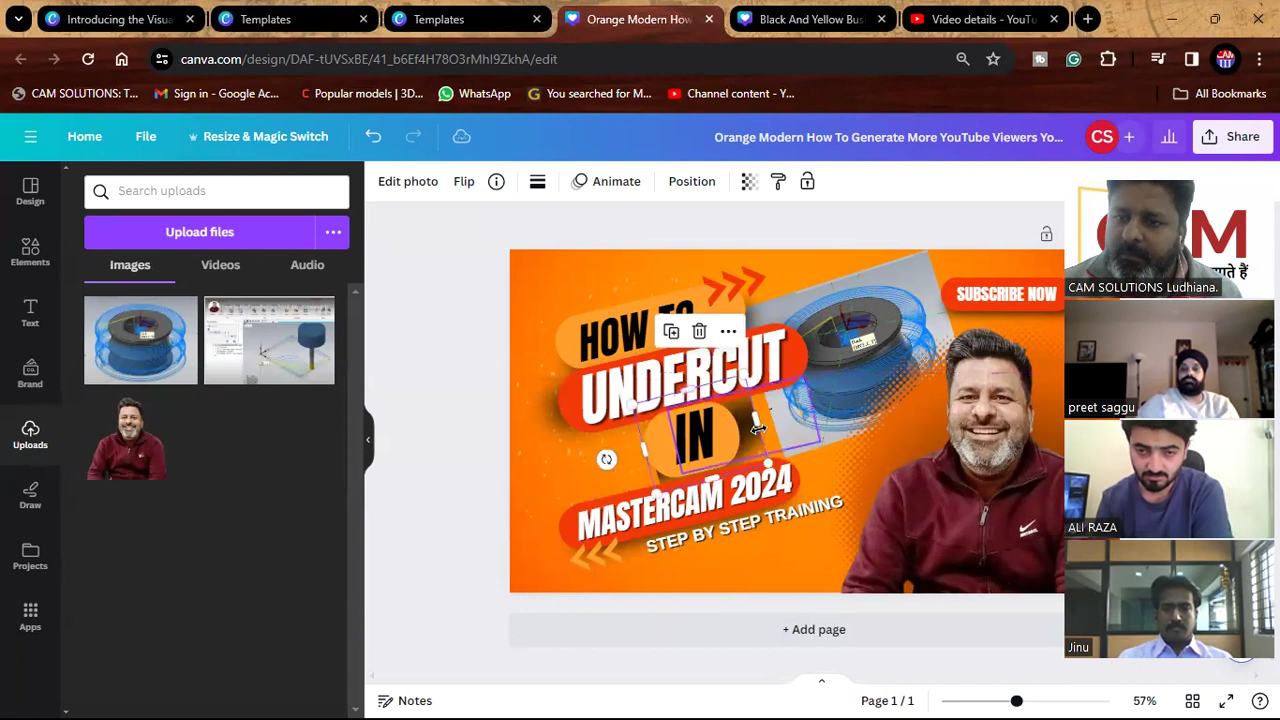 Introducing the Visua
Templates
Templates
Orange Modern How
Black And Yellow Busi
Video details - YouTu
canva.com/design/DAF-tUVSxBE/41_b6Ef4H78O3rMhI9ZkhA/edit
CAM SOLUTIONS: T...
Sign in - Google Ac...
Popular models | 3D...
WhatsApp
You searched for M...
Channel content - Y...
All Bookmarks
Home
File
Resize & Magic Switch
Orange Modern How To Generate More YouTube Viewers Yo...
CS
Share
Search uploads
Edit photo
Flip
Animate
Position
Upload files
Images
Videos
Audio
Design
Elements
Text
Brand
Uploads
Draw
Projects
Apps
HOW TO
UNDERCUT
IN
MASTERCAM 2024
STEP BY STEP TRAINING
SUBSCRIBE NOW
CAM SOLUTIONS Ludhiana.
preet saggu
ALI RAZA
Jinu
+ Add page
Notes
Page 1 / 1
57%